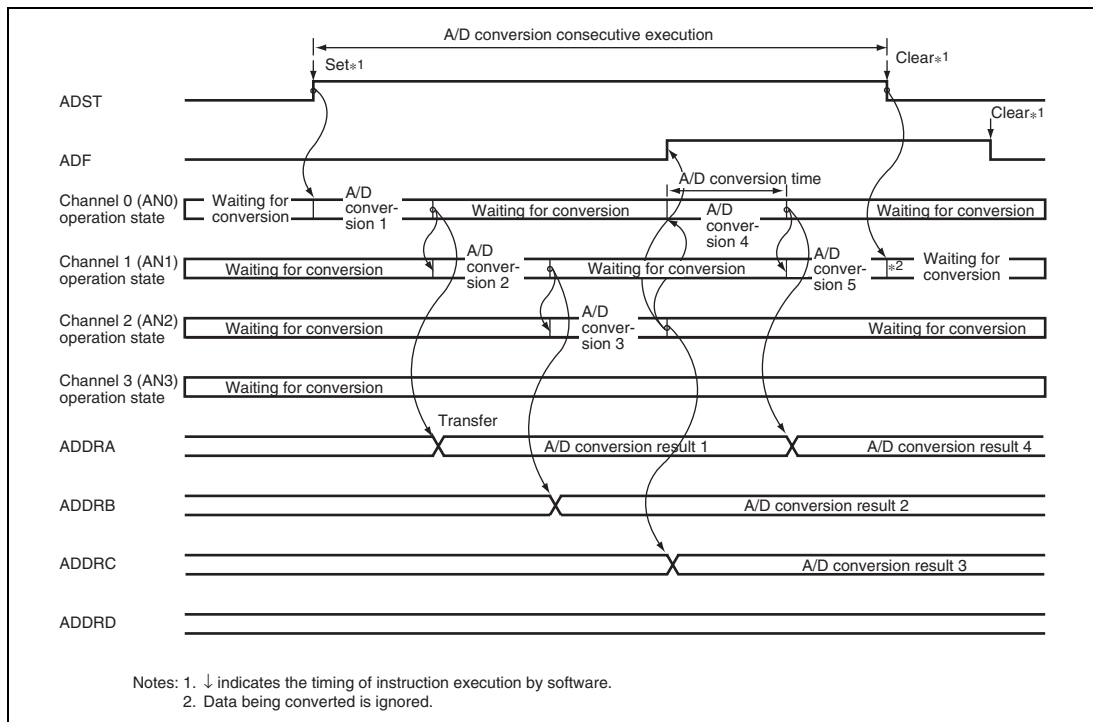 A/D conversion consecutive execution
Set*1
Clear*1
ADST
Clear*1
ADF
A/D conversion time
Channel 0 (AN0)
operation state
Waiting for
conversion
A/D
conver-
sion 1
Waiting for conversion
A/D
conver-
sion 4
Waiting for conversion
Channel 1 (AN1)
operation state
Waiting for conversion
A/D
conver-
sion 2
Waiting for conversion
A/D
conver-
sion 5
*2
Waiting for
conversion
Channel 2 (AN2)
operation state
Waiting for conversion
A/D
conver-
sion 3
Waiting for conversion
Channel 3 (AN3)
operation state
Waiting for conversion
Transfer
ADDRA
A/D conversion result 1
A/D conversion result 4
ADDRB
A/D conversion result 2
ADDRC
A/D conversion result 3
ADDRD
Notes: 1. ↓ indicates the timing of instruction execution by software.
2. Data being converted is ignored.